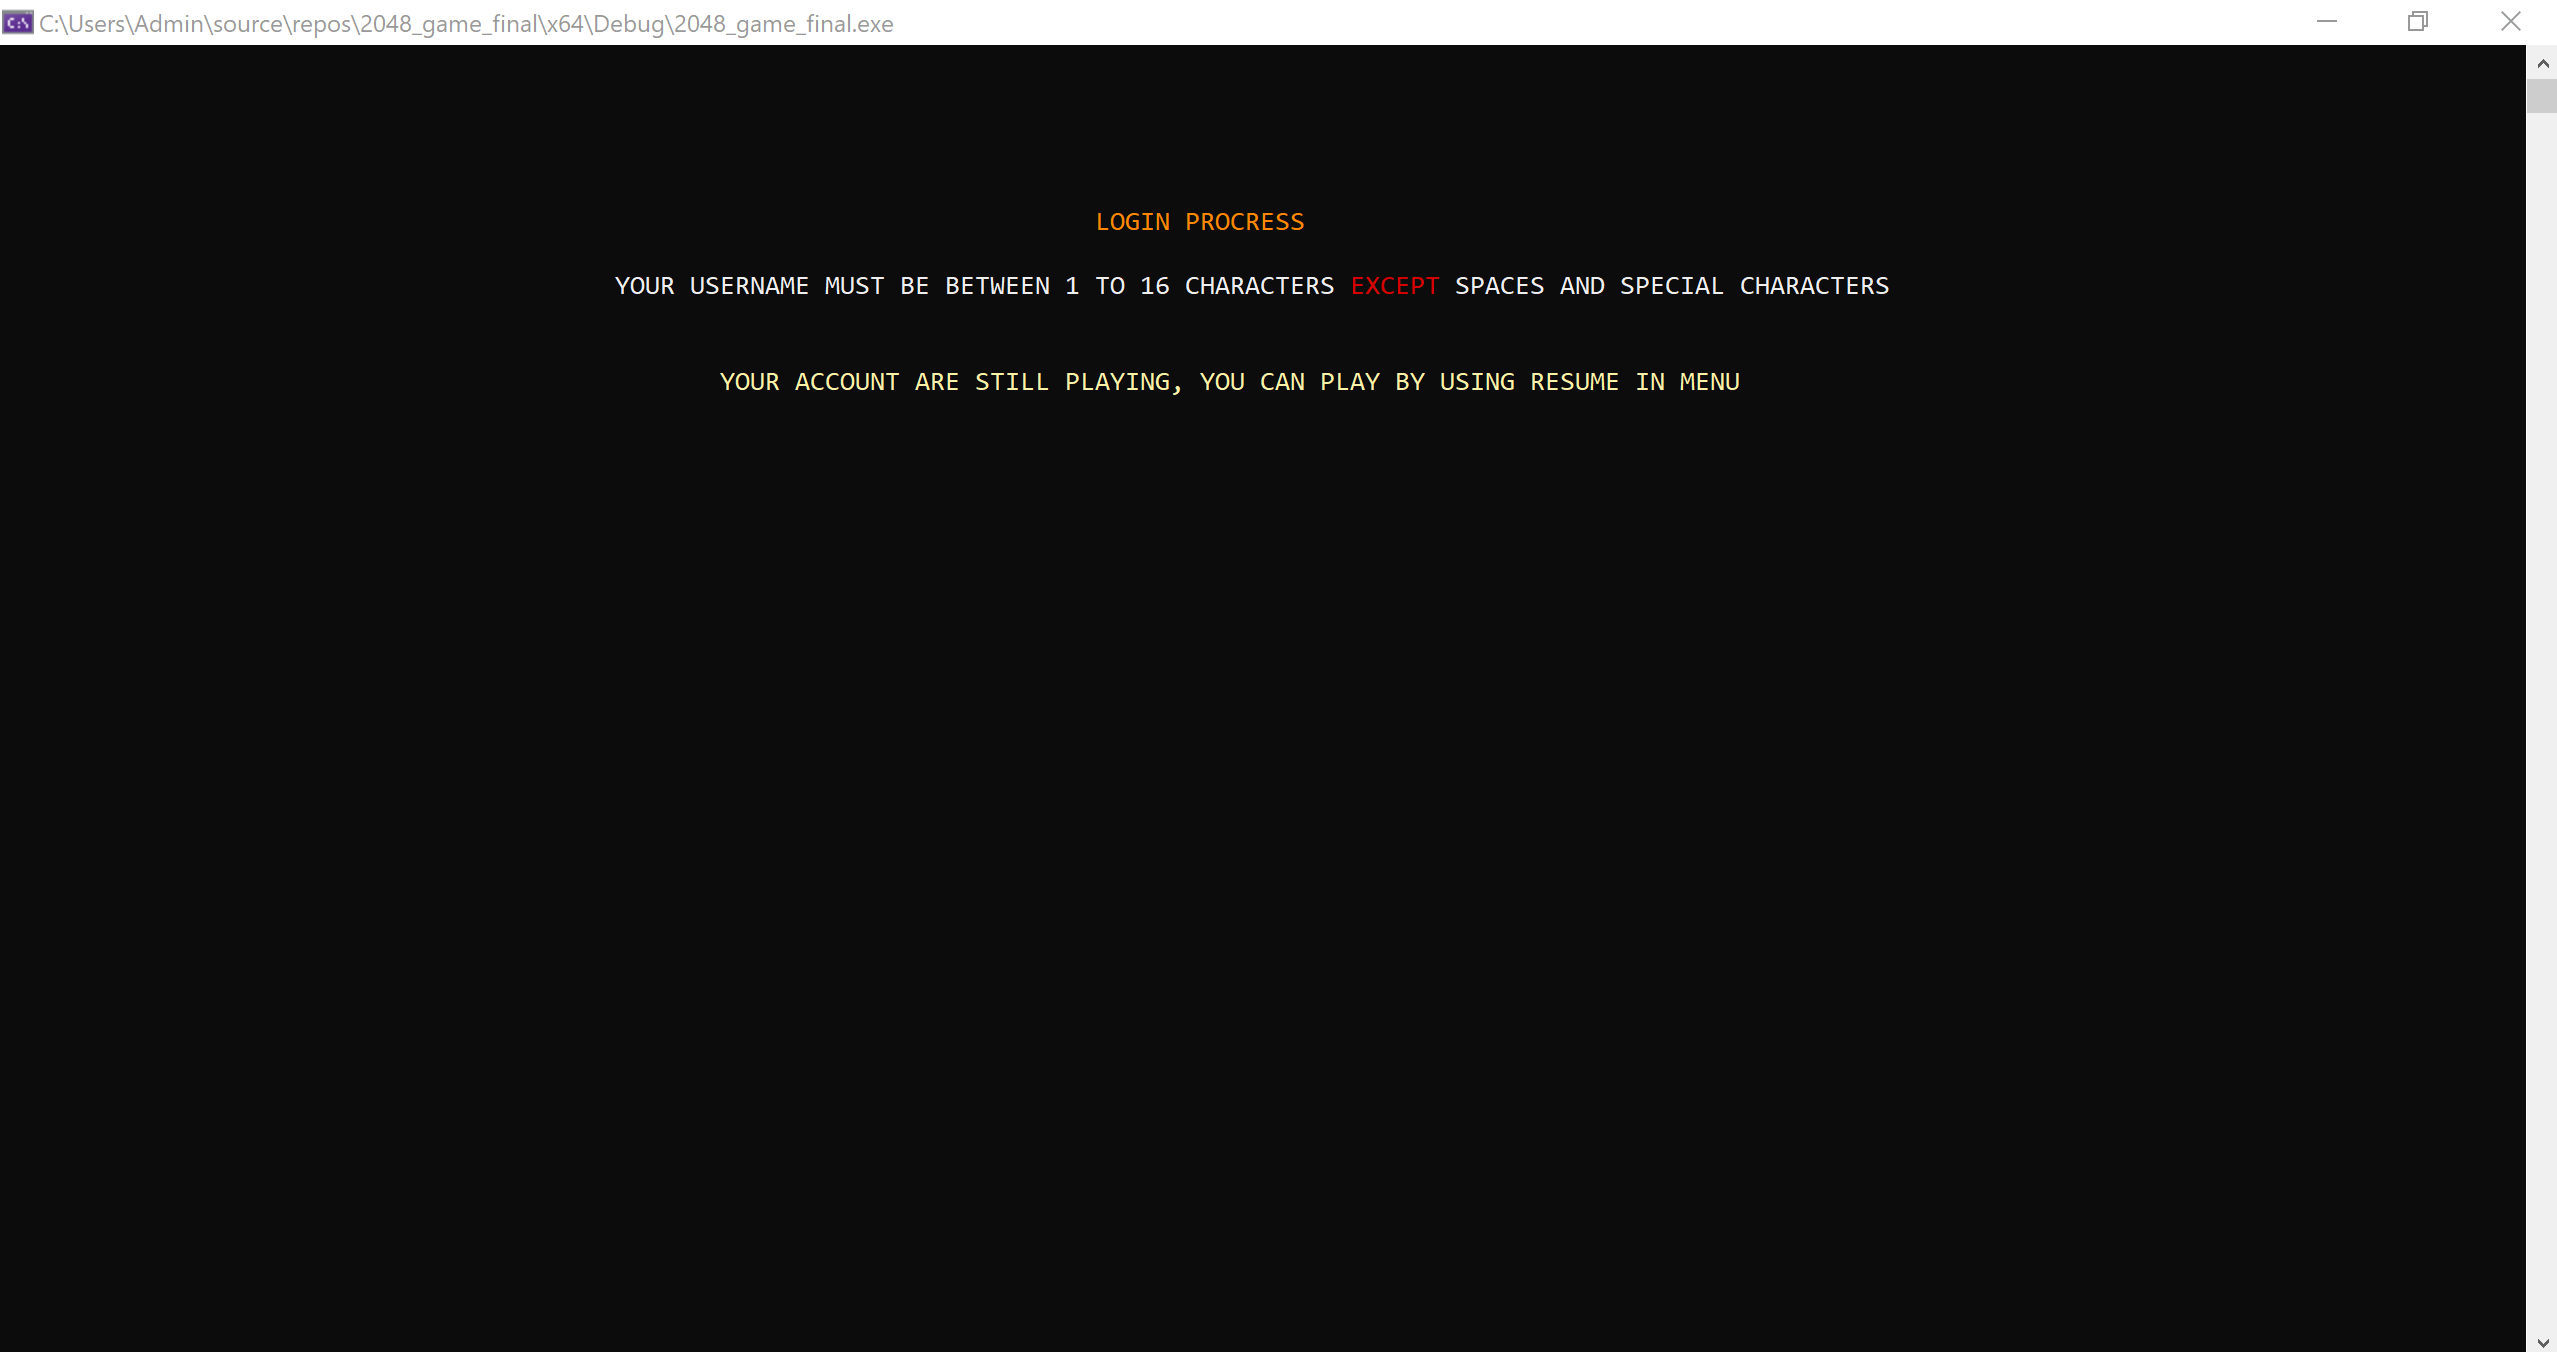 C:\Users\Admin\source\repos\2048_game_final\x64\Debug\2048_game_final.exe
LOGIN PROCRESS
YOUR USERNAME MUST BE BETWEEN 1 TO 16 CHARACTERS EXCEPT SPACES AND SPECIAL CHARACTERS
YOUR ACCOUNT ARE STILL PLAYING, YOU CAN PLAY BY USING RESUME IN MENU